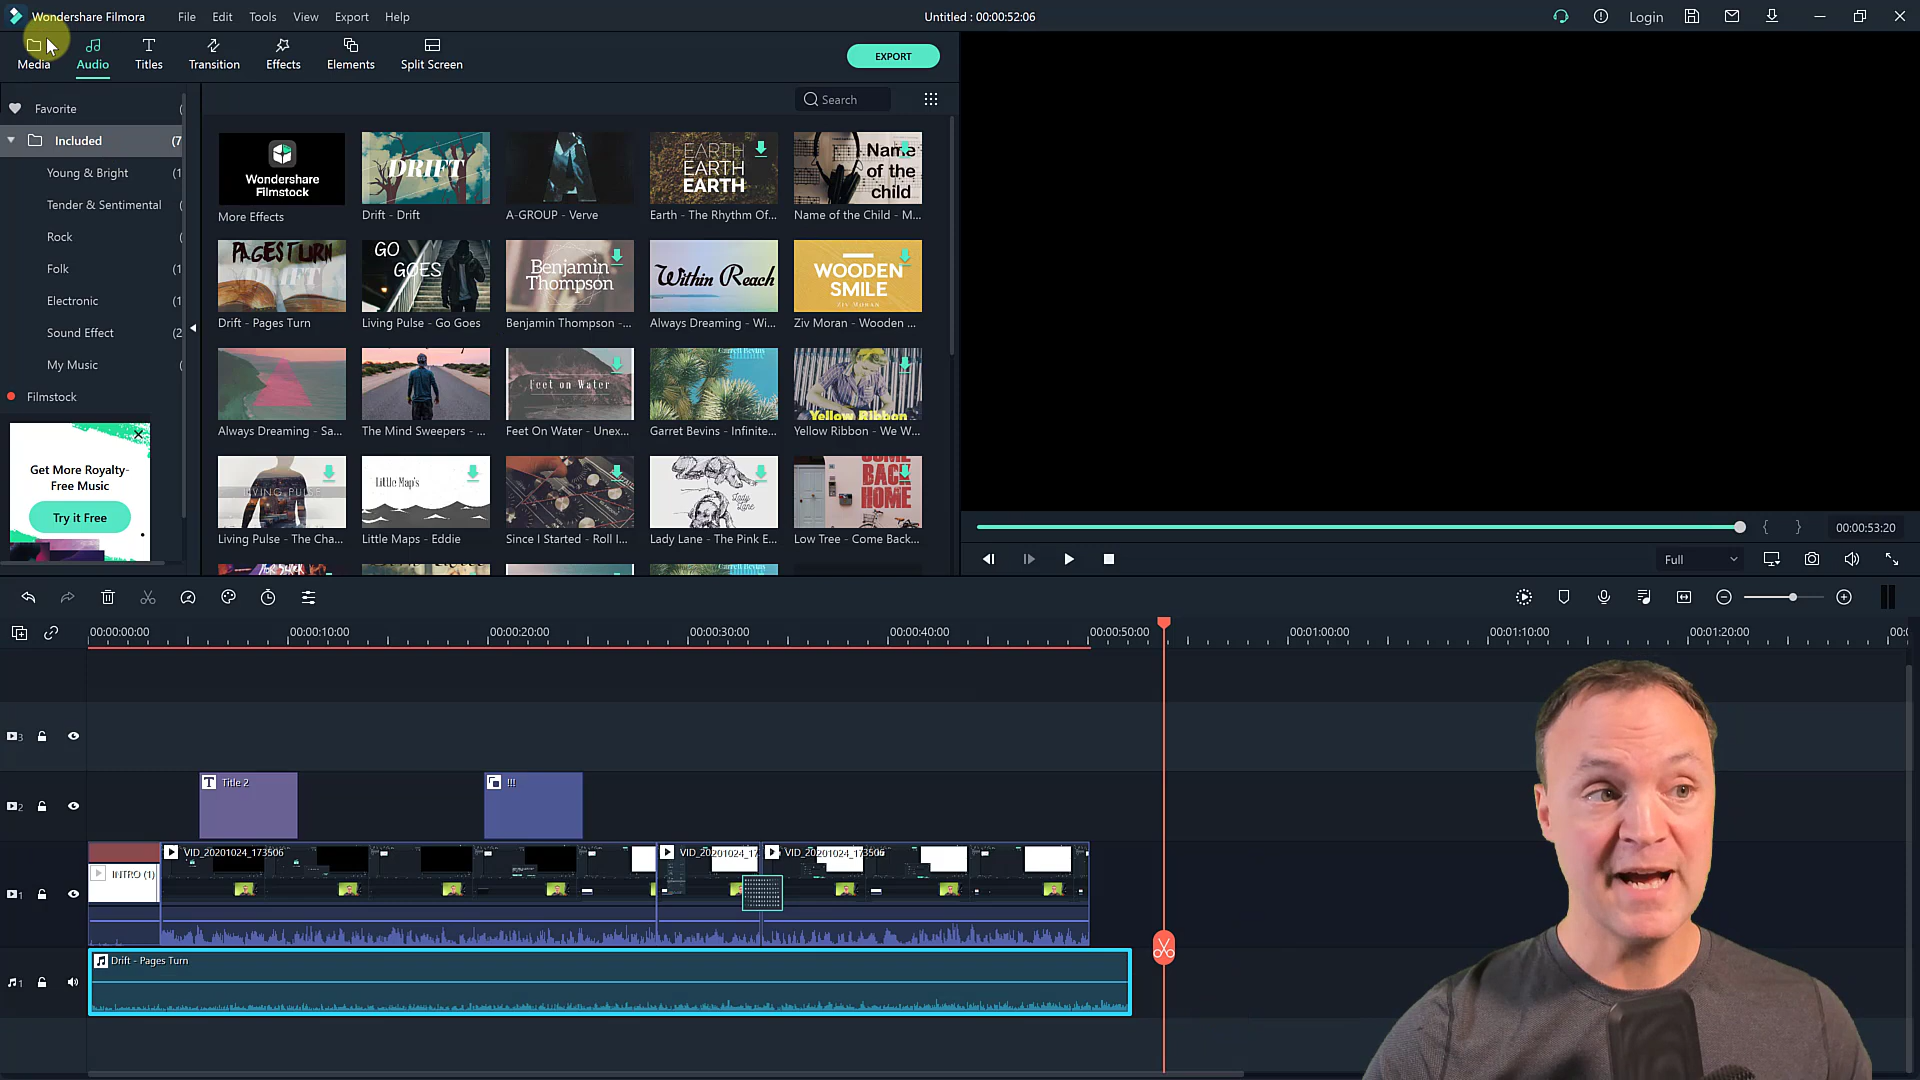 Wondershare Filmora File Edit Tools View Export Help Untitled : 00:00:52:06 Login
Media Audio Titles Transition Effects Elements Split Screen EXPORT
Favorite
Included (7
Young & Bright (1
Tender & Sentimental (
Rock (
Folk (1
Electronic (1
Sound Effect (2
My Music (
Filmstock
Get More Royalty-
Free Music
Try it Free
Search
Wondershare
Filmstock
DRIFT
EARTH
EARTH
EARTH
Name
of the
child
More Effects Drift - Drift A-GROUP - Verve Earth - The Rhythm Of... Name of the Child - M...
PAGES TURN
DRIFT
GO
GOES
Benjamin
Thompson
Within Reach
WOODEN
SMILE
ZIV MORAN
Drift - Pages Turn Living Pulse - Go Goes Benjamin Thompson -... Always Dreaming - Wi... Ziv Moran - Wooden ...
Feet on Water
Garrett Bevins
Yellow Ribbon
Always Dreaming - Sa... The Mind Sweepers - ... Feet On Water - Unex... Garret Bevins - Infinite... Yellow Ribbon - We W...
LIVING PULSE
Little Map's
Lady
Lane
COME
BACK
HOME
Living Pulse - The Cha... Little Maps - Eddie Since I Started - Roll I... Lady Lane - The Pink E... Low Tree - Come Back...
{ } 00:00:53:20
Full
00:00:00:00 00:00:10:00 00:00:20:00 00:00:30:00 00:00:40:00 00:00:50:00 00:01:00:00 00:01:10:00 00:01:20:00 00:0
3
2 Title 2 !!!
VID_20201024_173506 VID_20201024_17 VID_20201024_173506
1 INTRO (1)
Drift - Pages Turn
1